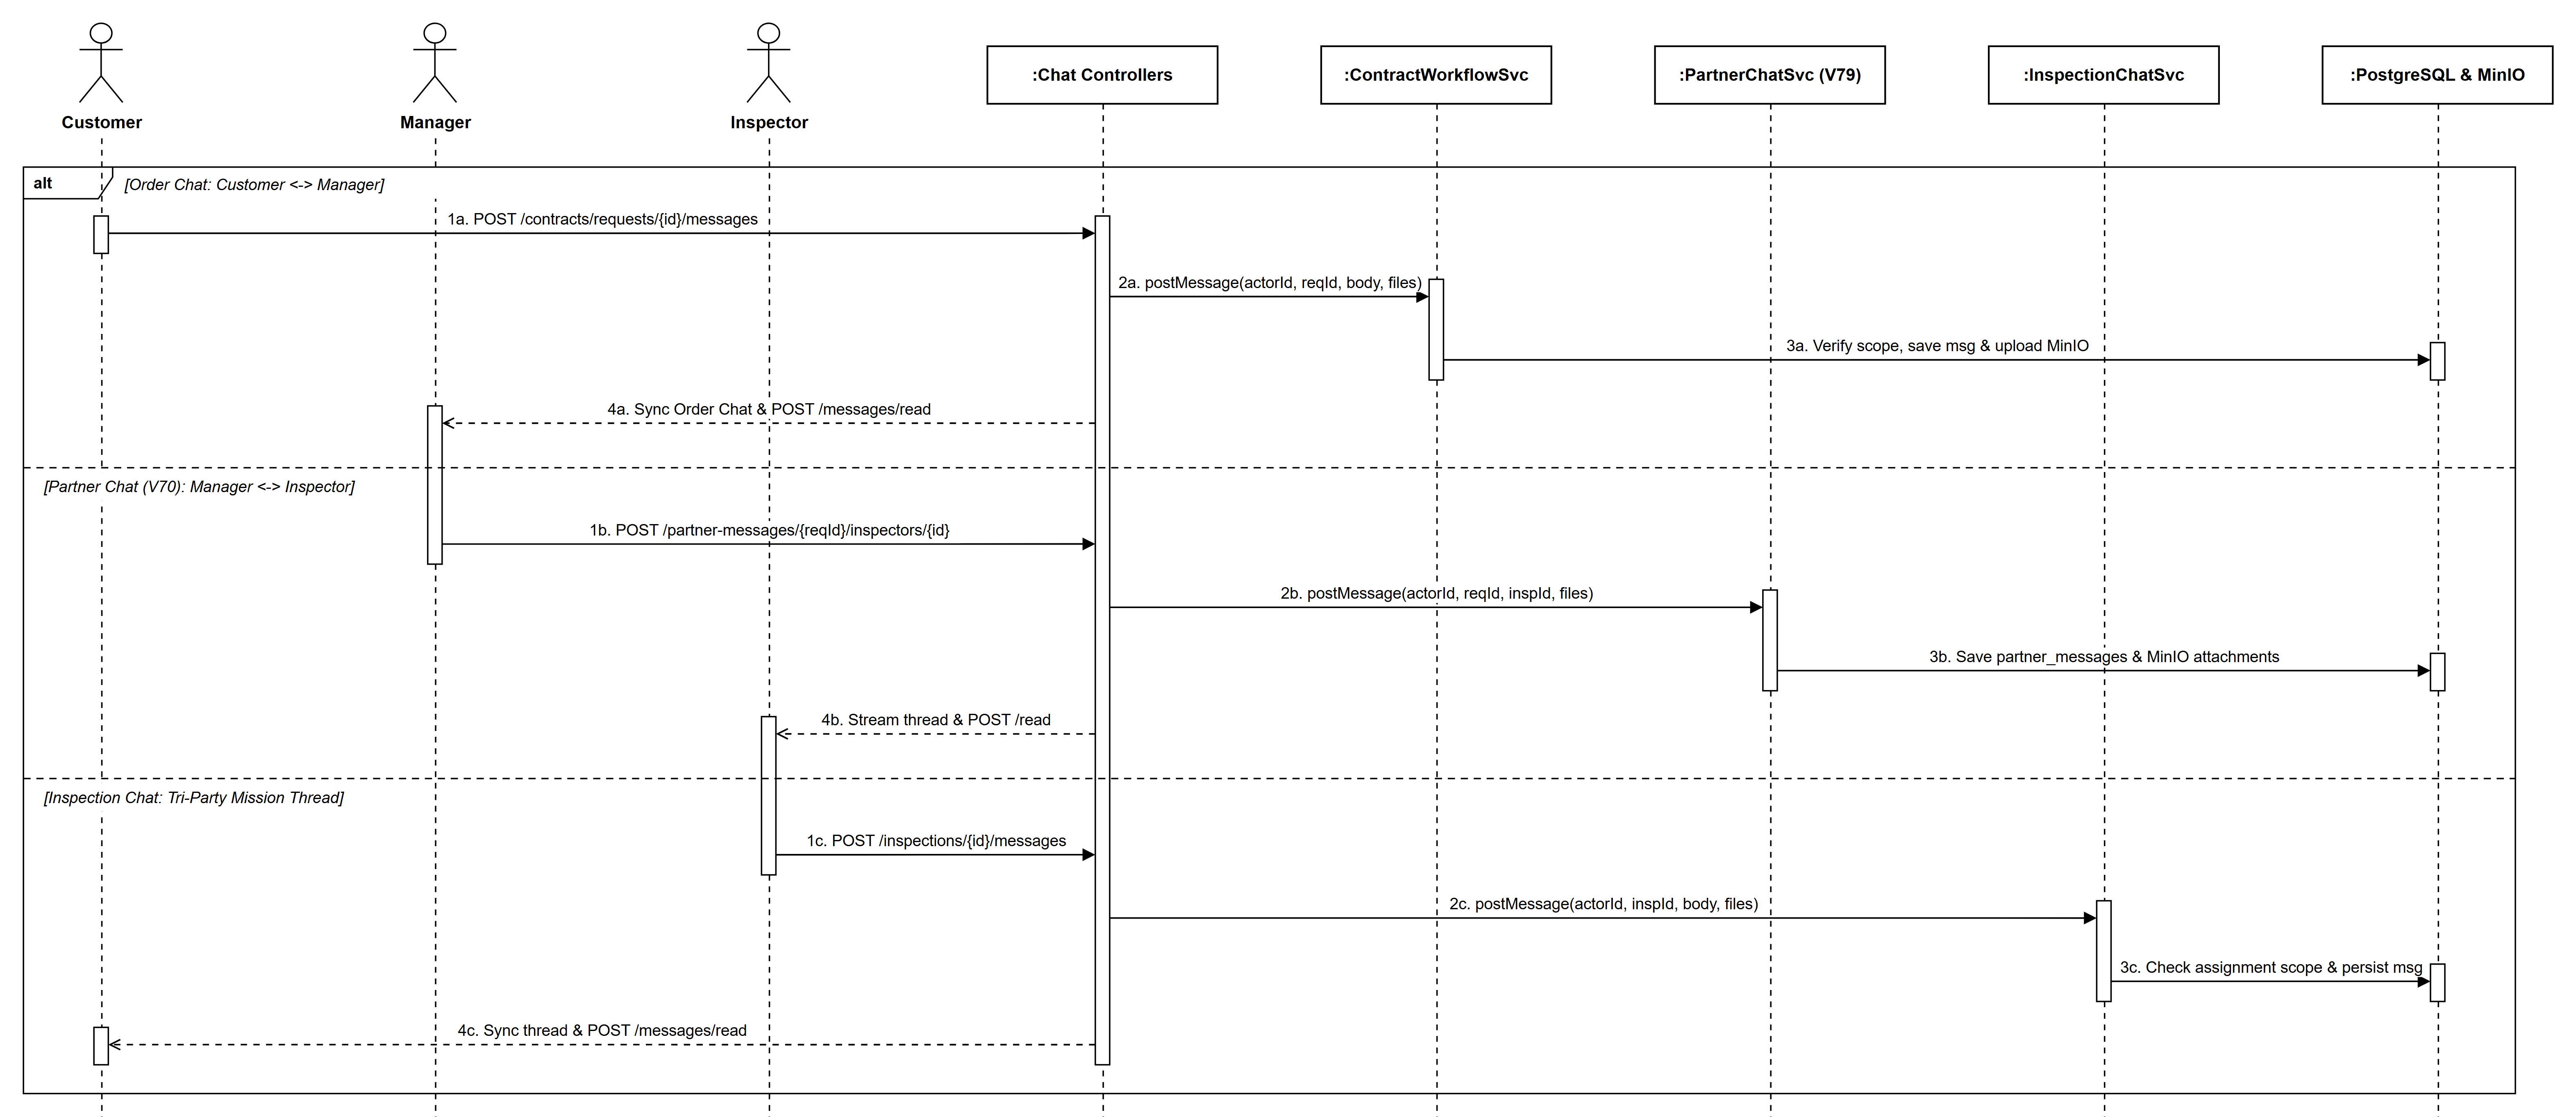 Customer
Manager
Inspector
:Chat Controllers
:ContractWorkflowSvc
:PartnerChatSvc (V79)
:InspectionChatSvc
:PostgreSQL & MinIO
alt
[Order Chat: Customer <-> Manager]
1a. POST /contracts/requests/{id}/messages
2a. postMessage(actorId, reqId, body, files)
3a. Verify scope, save msg & upload MinIO
4a. Sync Order Chat & POST /messages/read
[Partner Chat (V70): Manager <-> Inspector]
1b. POST /partner-messages/{reqId}/inspectors/{id}
2b. postMessage(actorId, reqId, inspId, files)
3b. Save partner_messages & MinIO attachments
4b. Stream thread & POST /read
[Inspection Chat: Tri-Party Mission Thread]
1c. POST /inspections/{id}/messages
2c. postMessage(actorId, inspId, body, files)
3c. Check assignment scope & persist msg
4c. Sync thread & POST /messages/read